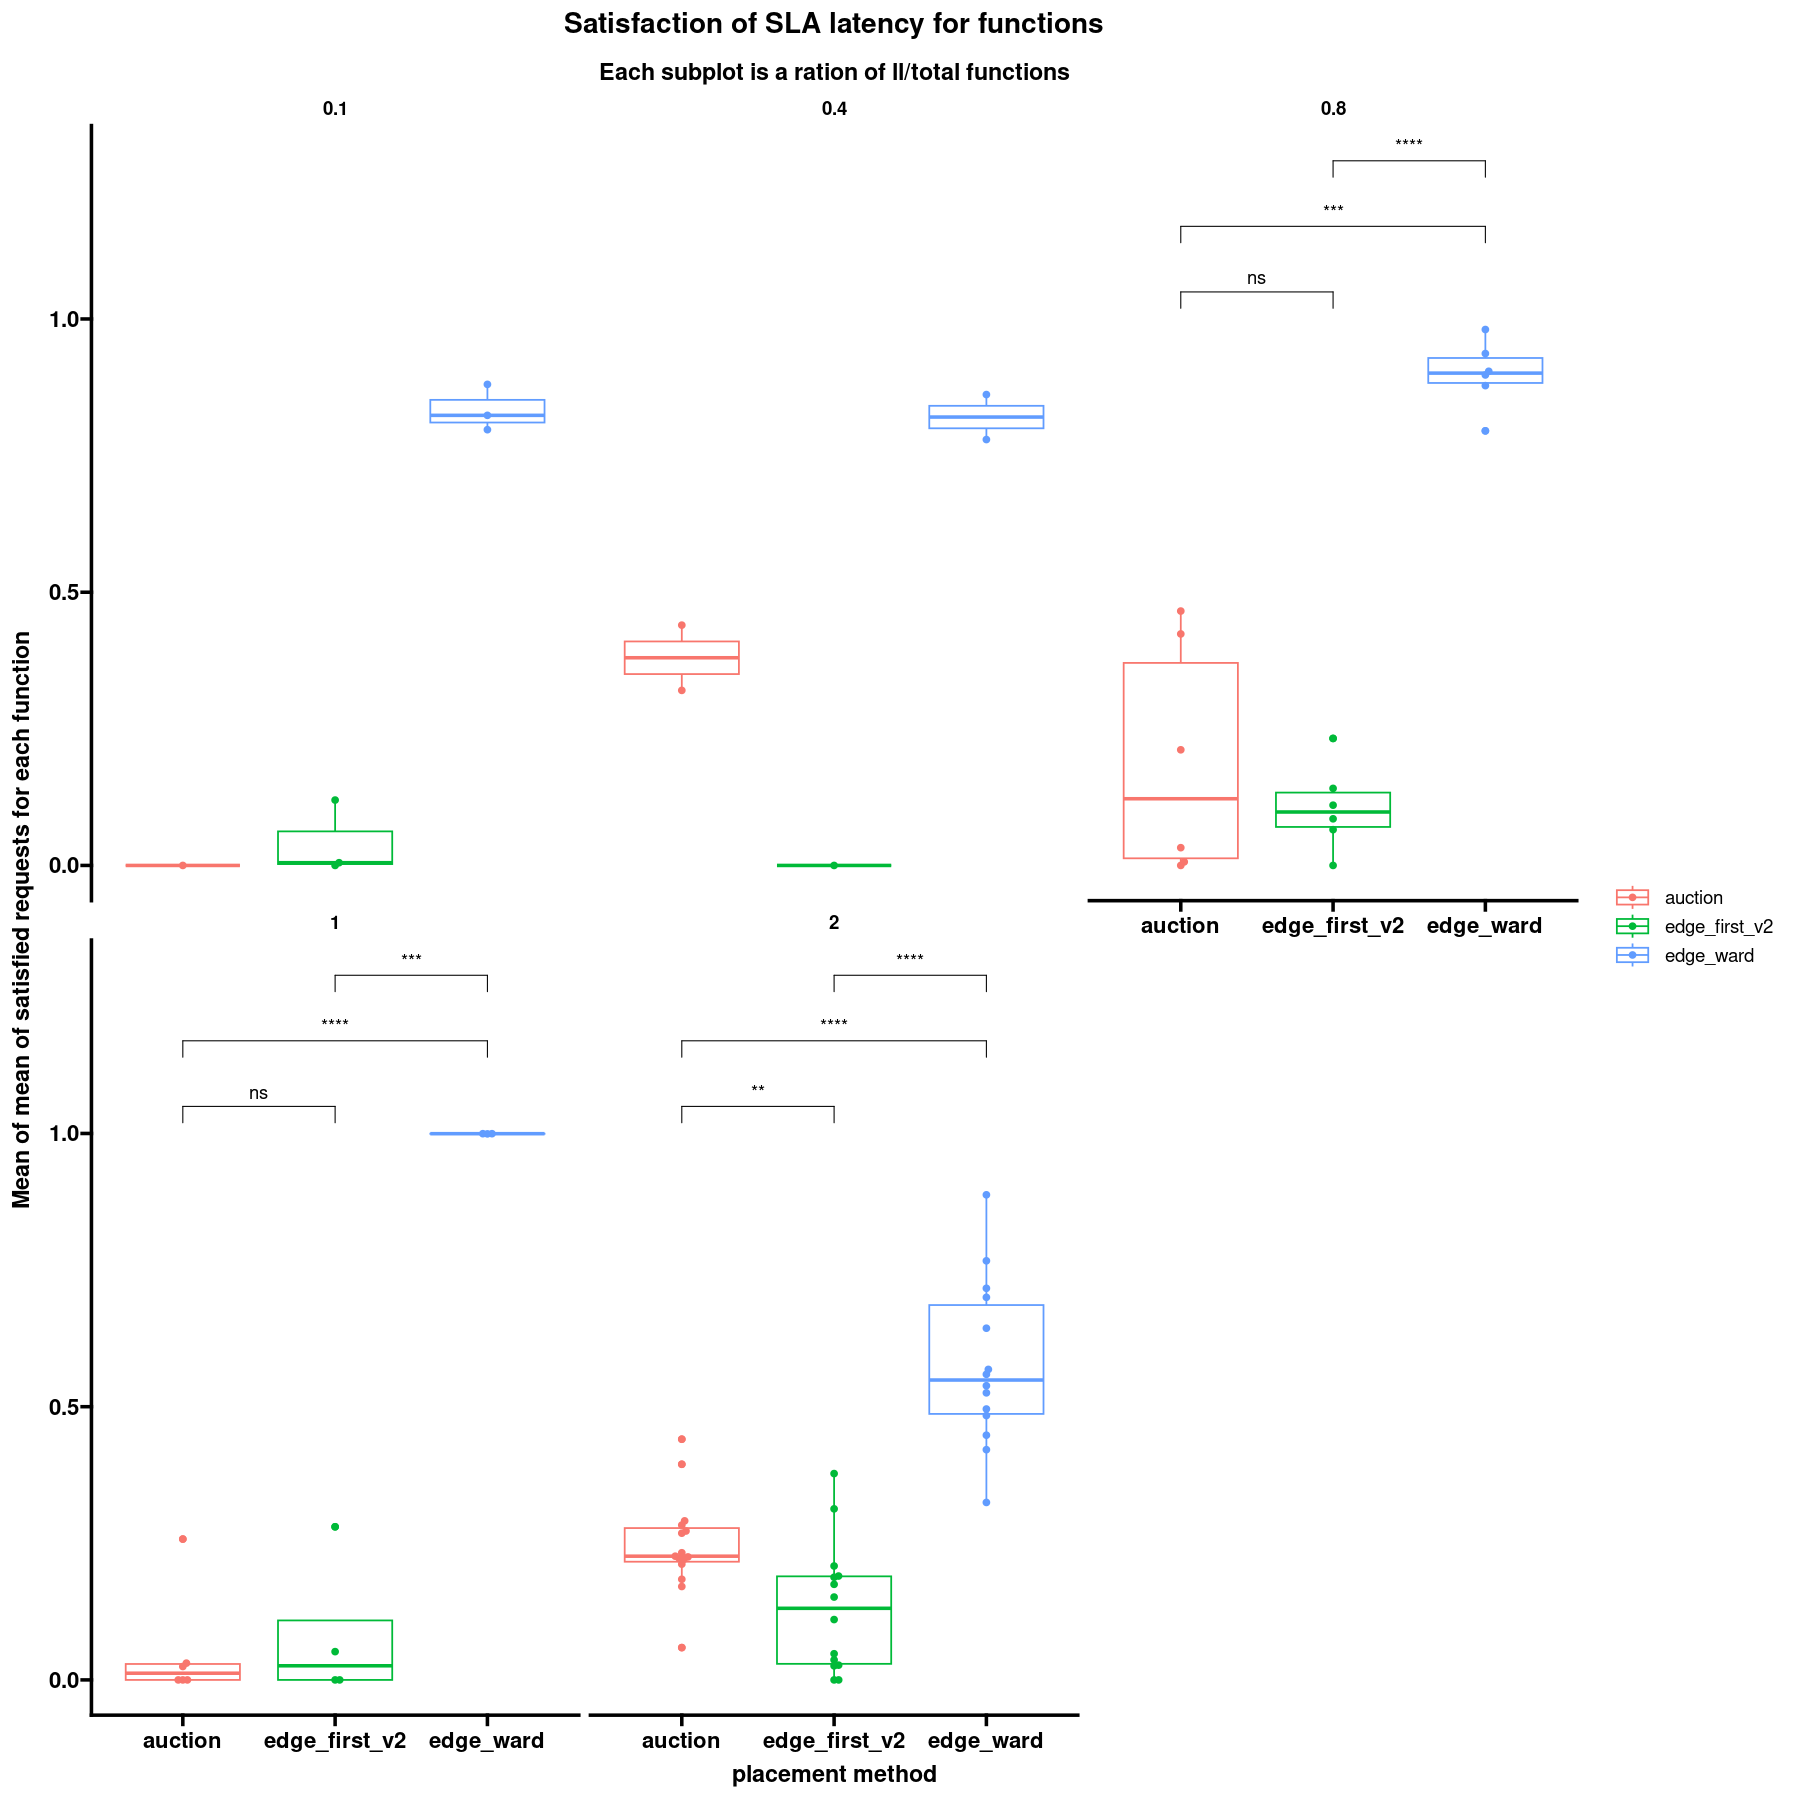 Satisfaction of SLA latency for functions
Each subplot is a ration of ll/total functions
0.1
0.4
0.8
****
***
ns
1.0
0.5
0.0
auction edge_first_v2 edge_ward
Mean of mean of satisfied requests for each function
1
2
***
****
ns
****
****
**
1.0
0.5
0.0
auction edge_first_v2 edge_ward
auction edge_first_v2 edge_ward
placement method
auction
edge_first_v2
edge_ward